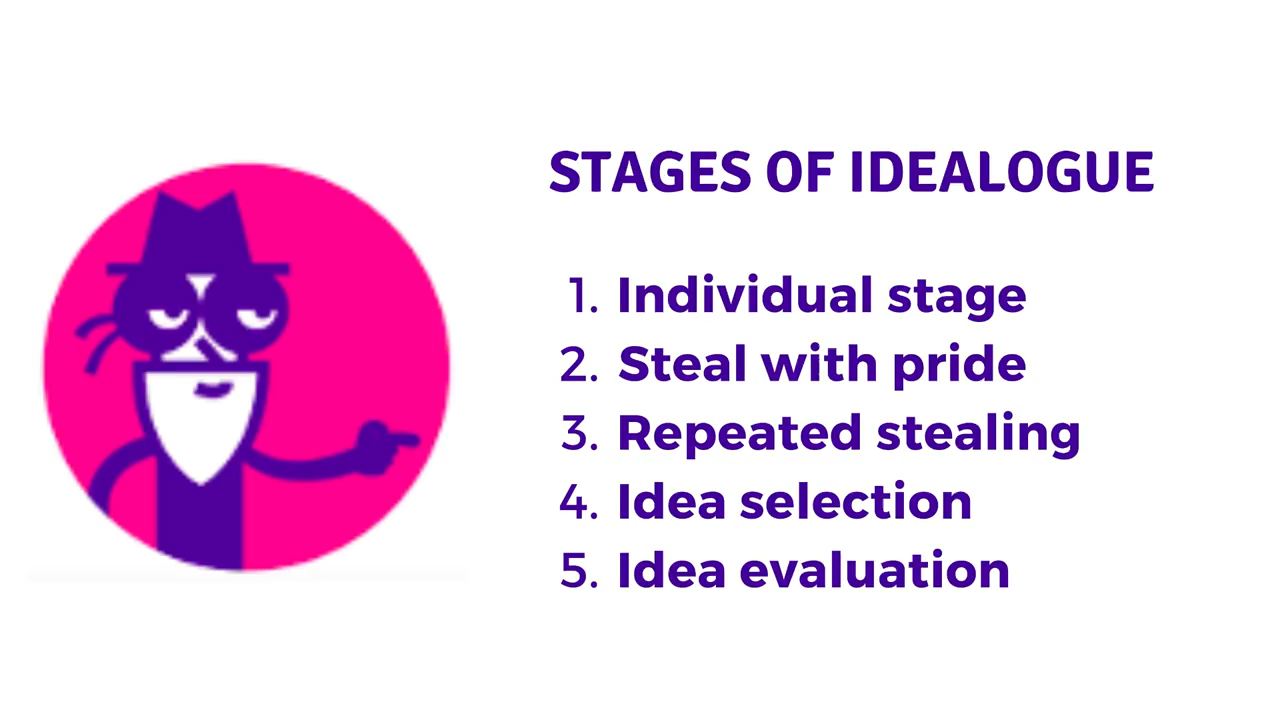 STAGES OF IDEALOGUE
1. Individual stage
2. Steal with pride
3. Repeated stealing
4. Idea selection
5. Idea evaluation